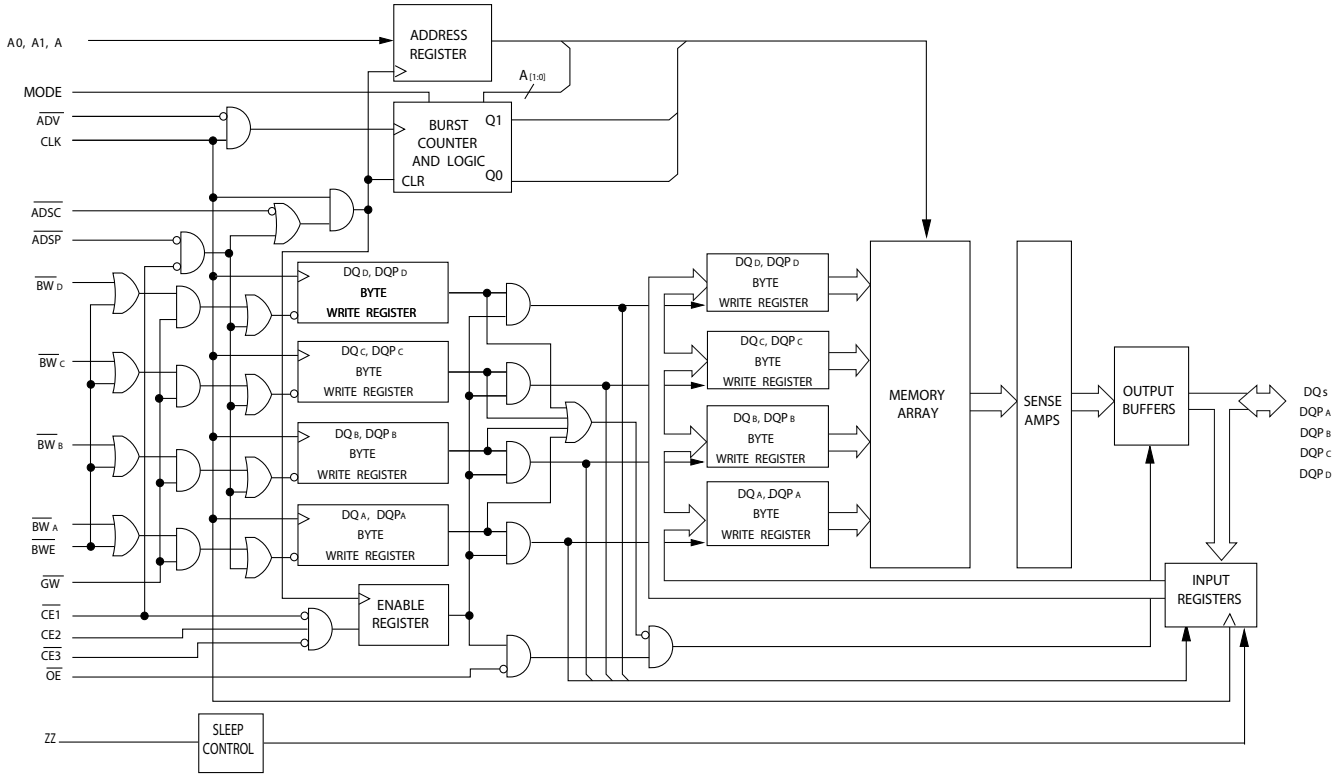 A0, A1, A
ADDRESS
REGISTER
MODE
A[1:0]
ADV
CLK
BURST
COUNTER
AND LOGIC
Q1
Q0
CLR
ADSC
ADSP
BW D
BW C
BW B
BW A
BWE
GW
CE1
CE2
CE3
OE
ZZ
SLEEP
CONTROL
DQ D, DQP D
BYTE
WRITE REGISTER
DQ C, DQP C
BYTE
WRITE REGISTER
DQ B, DQP B
BYTE
WRITE REGISTER
DQ A, DQP A
BYTE
WRITE REGISTER
ENABLE
REGISTER
DQ D, DQP D
BYTE
WRITE REGISTER
DQ C, DQP C
BYTE
WRITE REGISTER
DQ B, DQP B
BYTE
WRITE REGISTER
DQ A, DQP A
BYTE
WRITE REGISTER
MEMORY
ARRAY
SENSE
AMPS
OUTPUT
BUFFERS
INPUT
REGISTERS
DQ s
DQP A
DQP B
DQP C
DQP D